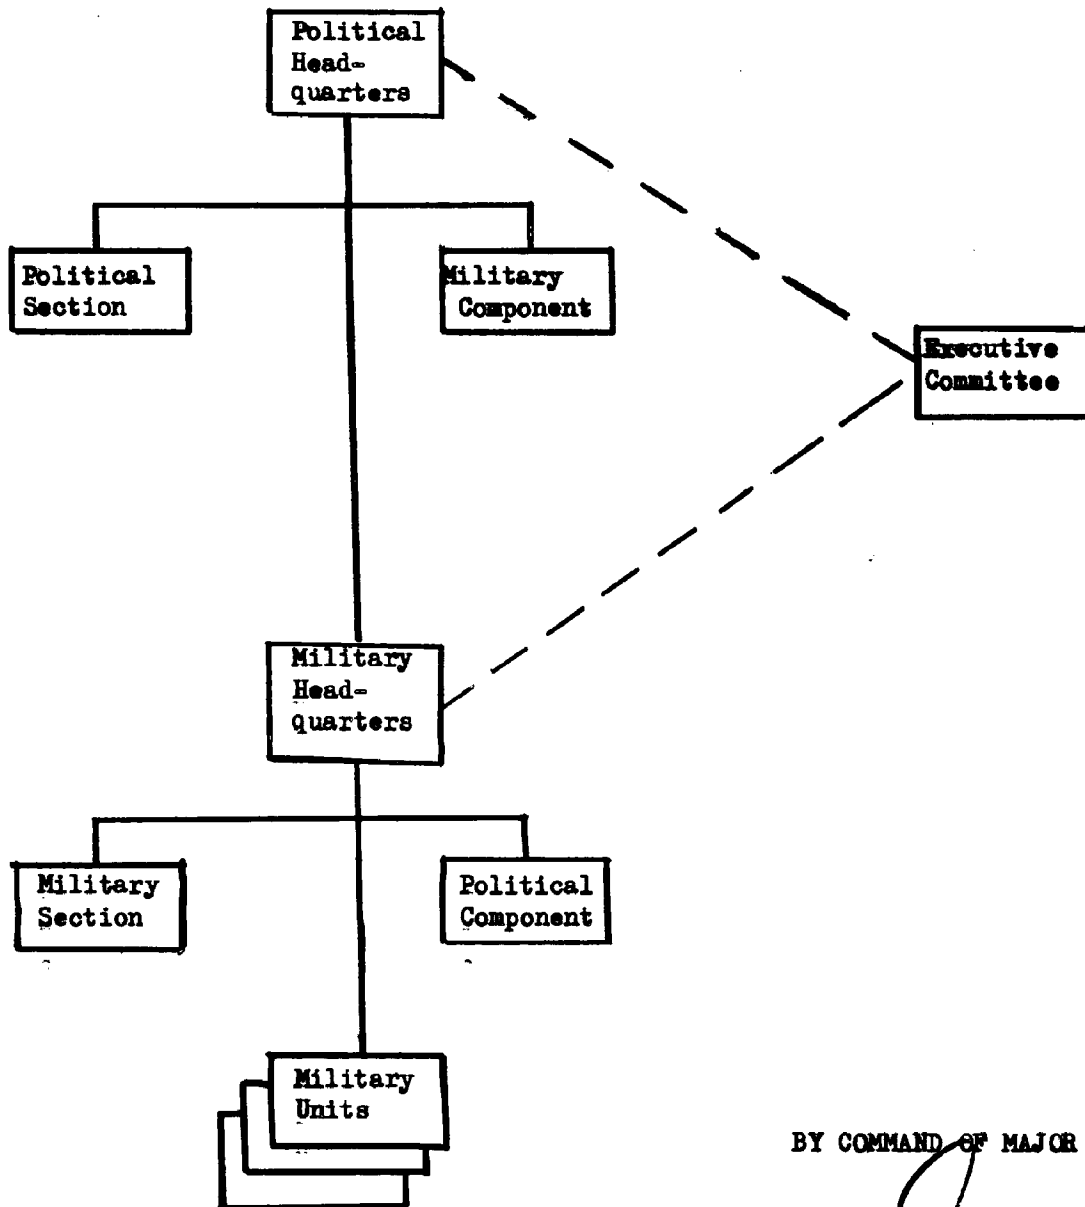 Political
Head-
quarters
Political
Section
Military
Component
Executive
Committee
Military
Head-
quarters
Military
Section
Political
Component
Military
Units
BY COMMAND OF MAJOR